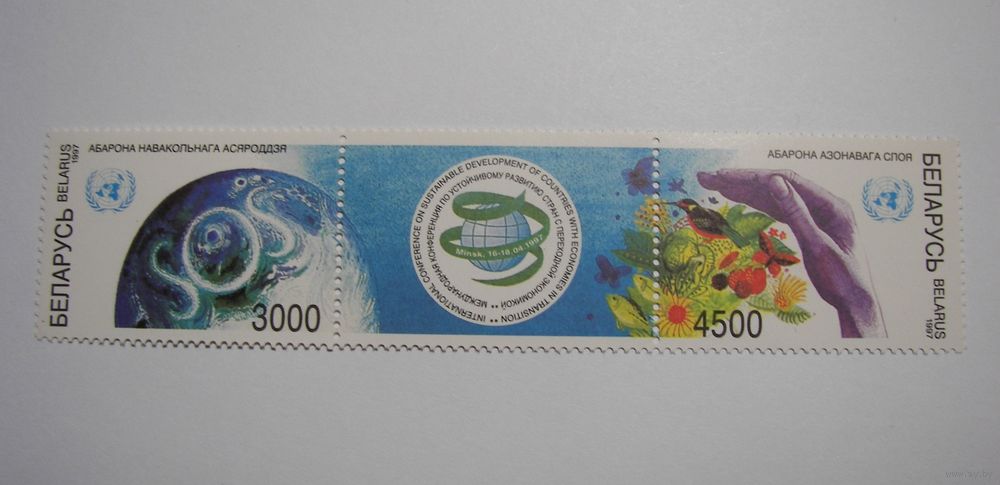 АБАРОНА НАВАКОЛЬНАГА АСЯРОДДЗЯ
БЕЛАРУСЬ BELARUS
1997
3000
INTERNATIONAL CONFERENCE ON SUSTAINABLE DEVELOPMENT OF COUNTRIES WITH ECONOMIES IN TRANSITION ••
МЕЖДУНАРОДНАЯ КОНФЕРЕНЦИЯ ПО УСТОЙЧИВОМУ РАЗВИТИЮ СТРАН С ПЕРЕХОДНОЙ ЭКОНОМИКОЙ ••
Minsk, 16-18.04.1997
АБАРОНА АЗОНАВАГА СЛОЯ
4500
БЕЛАРУСЬ BELARUS
1997